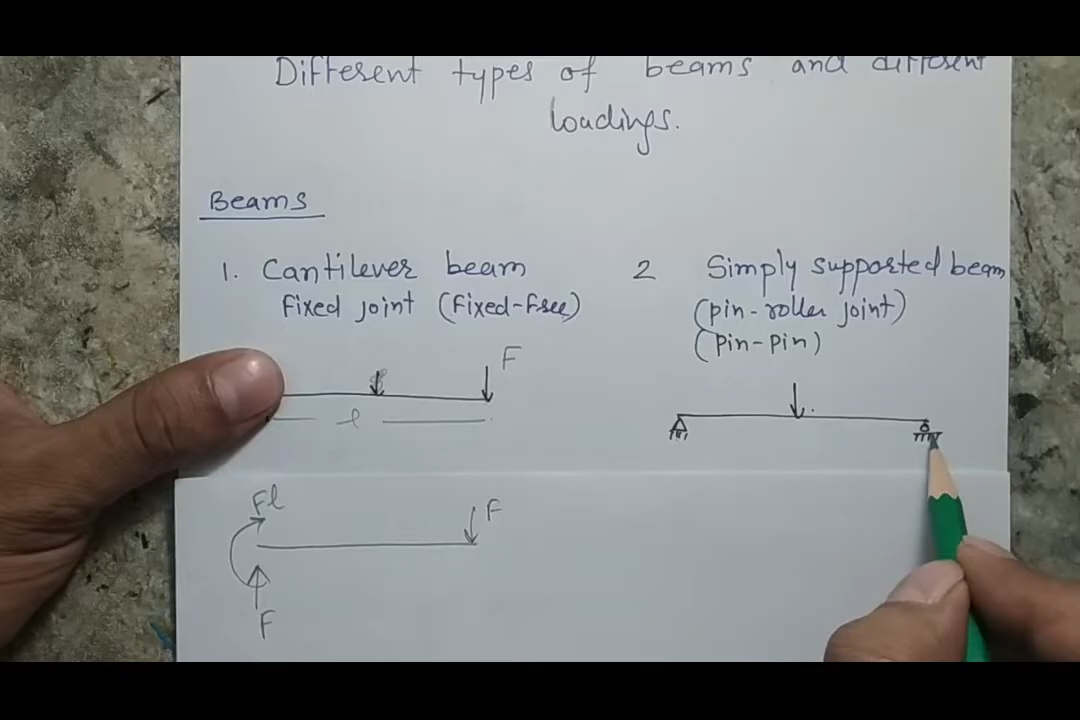 Different types of beams and different
loadings.
Beams
1. Cantilever beam
Fixed joint (Fixed-Free)
F
l
Fl
F
F
2 Simply supported beam
(pin-roller joint)
(Pin-Pin)